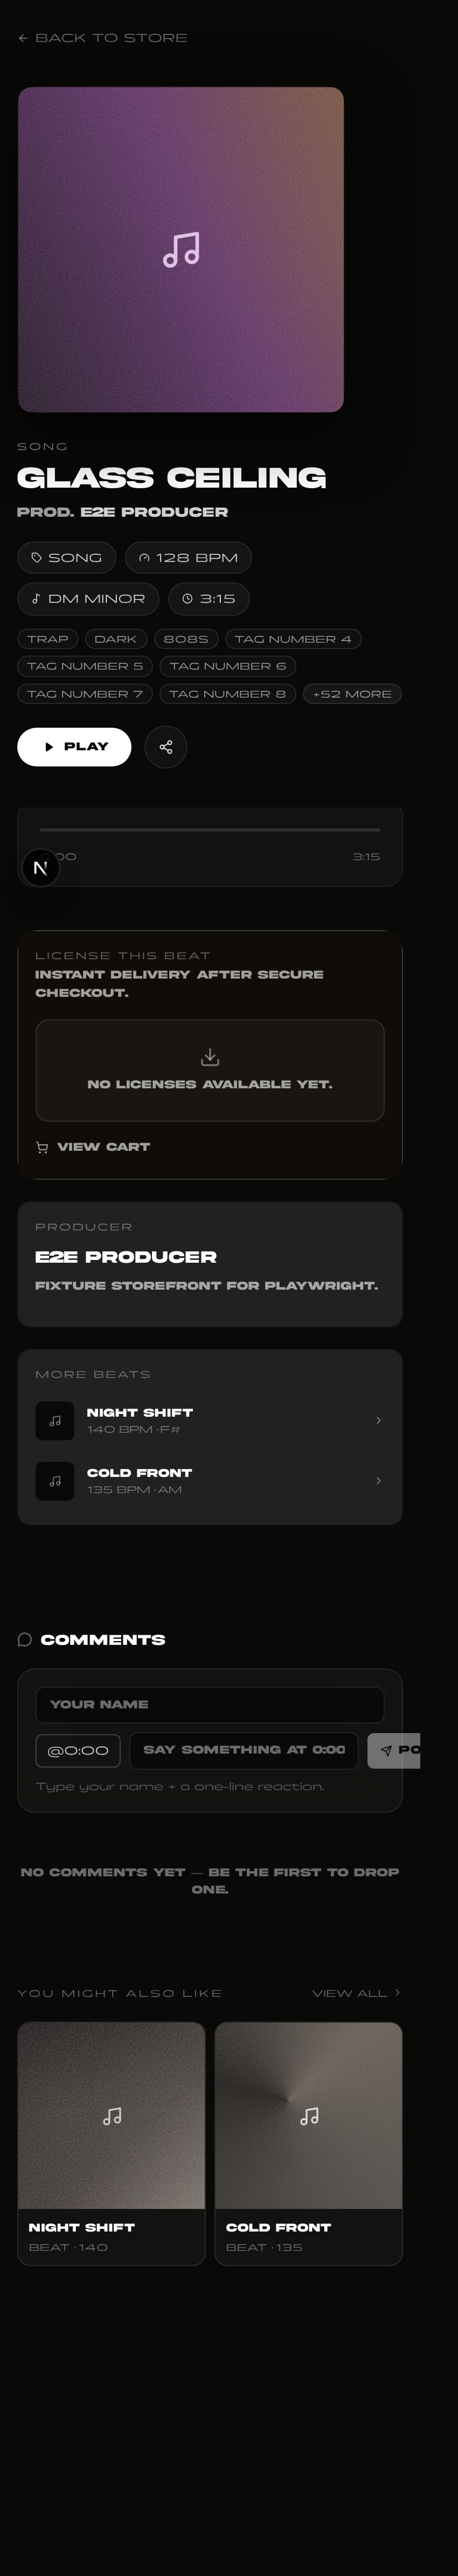 ← BACK TO STORE
SONG
GLASS CEILING
PROD. E2E PRODUCER
SONG
128 BPM
DM MINOR
3:15
TRAP
DARK
808S
TAG NUMBER 4
TAG NUMBER 5
TAG NUMBER 6
TAG NUMBER 7
TAG NUMBER 8
+52 MORE
PLAY
:00
3:15
N
LICENSE THIS BEAT
INSTANT DELIVERY AFTER SECURE
CHECKOUT.
NO LICENSES AVAILABLE YET.
VIEW CART
PRODUCER
E2E PRODUCER
FIXTURE STOREFRONT FOR PLAYWRIGHT.
MORE BEATS
NIGHT SHIFT
140 BPM · F#
COLD FRONT
135 BPM · AM
COMMENTS
YOUR NAME
@0:00
SAY SOMETHING AT 0:00
PO
Type your name + a one-line reaction.
NO COMMENTS YET — BE THE FIRST TO DROP
ONE.
YOU MIGHT ALSO LIKE
VIEW ALL
NIGHT SHIFT
BEAT · 140
COLD FRONT
BEAT · 135